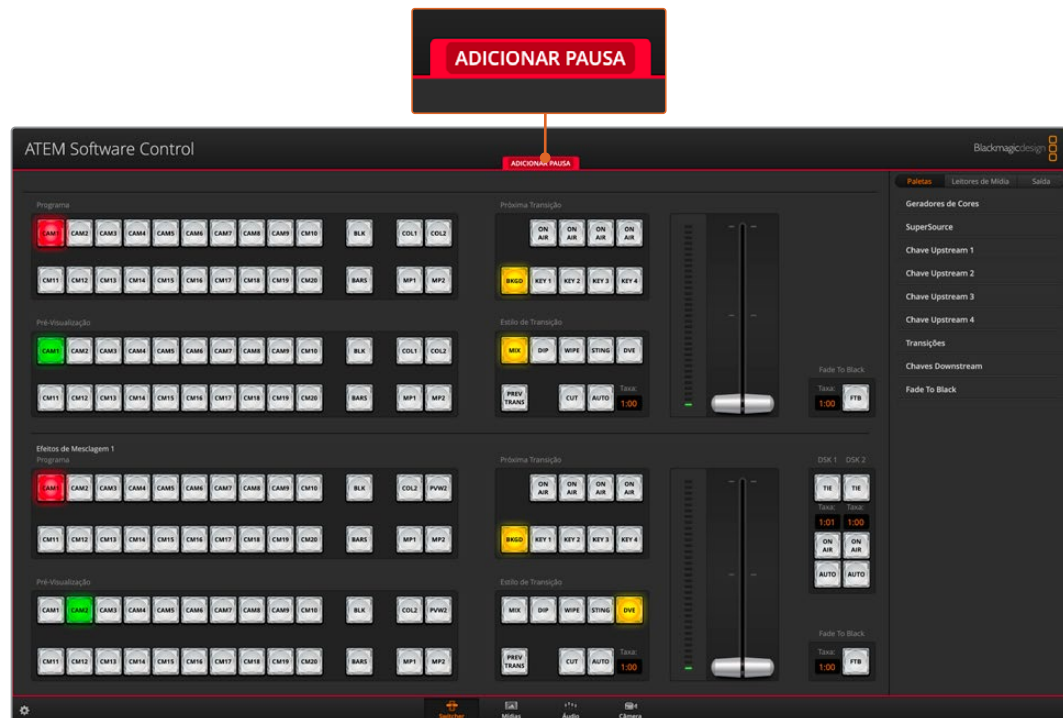 ADICIONAR PAUSA
ATEM Software Control
Blackmagicdesign
ADICIONAR PAUSA
Paletas Leitores de Mídia Saída
Geradores de Cores
SuperSource
Chave Upstream 1
Chave Upstream 2
Chave Upstream 3
Chave Upstream 4
Transições
Chaves Downstream
Fade To Black
Programa
CAM1 CAM2 CAM3 CAM4 CAM5 CAM6 CAM7 CAM8 CAM9 CM10 BLK COL1 COL2
CM11 CM12 CM13 CM14 CM15 CM16 CM17 CM18 CM19 CM20 BARS MP1 MP2
Próxima Transição
ON AIR ON AIR ON AIR ON AIR
BKGD KEY 1 KEY 2 KEY 3 KEY 4
Pré-Visualização
CAM1 CAM2 CAM3 CAM4 CAM5 CAM6 CAM7 CAM8 CAM9 CM10 BLK COL1 COL2
CM11 CM12 CM13 CM14 CM15 CM16 CM17 CM18 CM19 CM20 BARS MP1 MP2
Estilo de Transição
MIX DIP WIPE STING DVE
PREV TRANS CUT AUTO Taxa: 1:00
Fade To Black
Taxa: 1:00 FTB
Efeitos de Mesclagem 1
Programa
CAM1 CAM2 CAM3 CAM4 CAM5 CAM6 CAM7 CAM8 CAM9 CM10 BLK COL2 PVW2
CM11 CM12 CM13 CM14 CM15 CM16 CM17 CM18 CM19 CM20 BARS MP1 MP2
Próxima Transição
ON AIR ON AIR ON AIR ON AIR
BKGD KEY 1 KEY 2 KEY 3 KEY 4
DSK 1 DSK 2
TIE TIE
Taxa: Taxa:
1:01 1:00
ON AIR ON AIR
AUTO AUTO
Pré-Visualização
CAM1 CAM2 CAM3 CAM4 CAM5 CAM6 CAM7 CAM8 CAM9 CM10 BLK COL2 PVW2
CM11 CM12 CM13 CM14 CM15 CM16 CM17 CM18 CM19 CM20 BARS MP1 MP2
Estilo de Transição
MIX DIP WIPE STING DVE
PREV TRANS CUT AUTO Taxa: 1:00
Fade To Black
Taxa: 1:00 FTB
Switcher Mídias Áudio Câmera